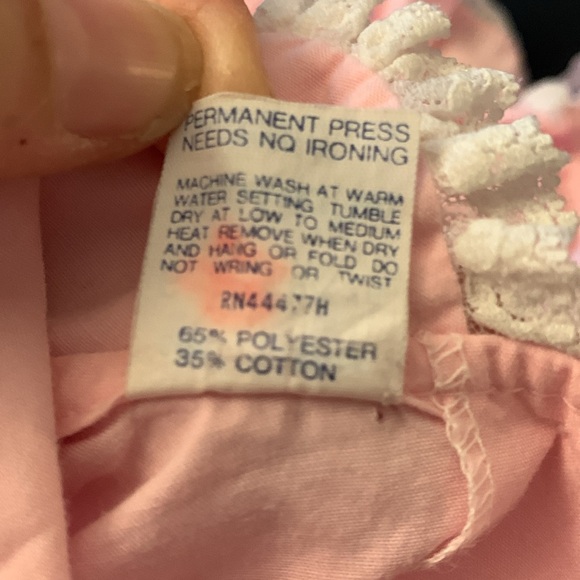 PERMANENT PRESS
NEEDS NO IRONING
MACHINE WASH AT WARM
WATER SETTING TUMBLE
DRY AT LOW TO MEDIUM
HEAT REMOVE WHEN DRY
AND HANG OR FOLD DO
NOT WRING OR TWIST
RN44477H
65% POLYESTER
35% COTTON